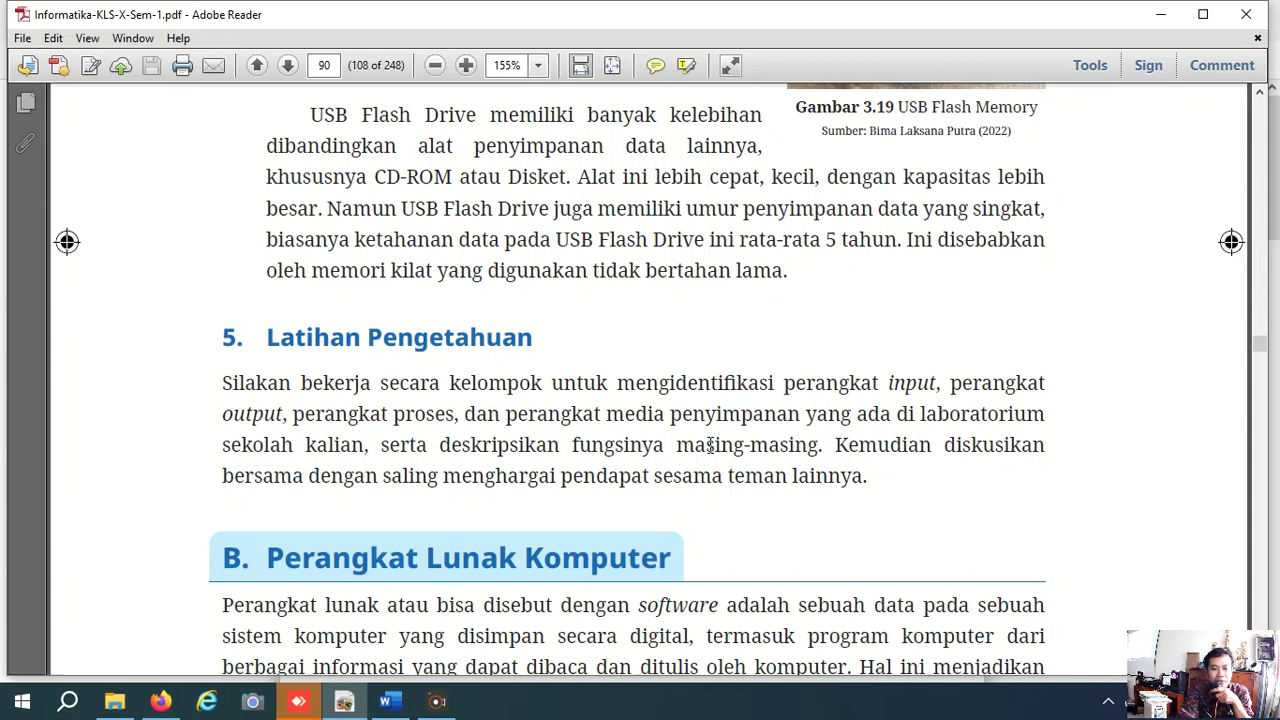 Informatika-KLS-X-Sem-1.pdf - Adobe Reader
File Edit View Window Help
90 (108 of 248) 155% Tools Sign Comment
USB Flash Drive memiliki banyak kelebihan
dibandingkan alat penyimpanan data lainnya,
Gambar 3.19 USB Flash Memory
Sumber: Bima Laksana Putra (2022)
khususnya CD-ROM atau Disket. Alat ini lebih cepat, kecil, dengan kapasitas lebih
besar. Namun USB Flash Drive juga memiliki umur penyimpanan data yang singkat,
biasanya ketahanan data pada USB Flash Drive ini rata-rata 5 tahun. Ini disebabkan
oleh memori kilat yang digunakan tidak bertahan lama.
5. Latihan Pengetahuan
Silakan bekerja secara kelompok untuk mengidentifikasi perangkat input, perangkat
output, perangkat proses, dan perangkat media penyimpanan yang ada di laboratorium
sekolah kalian, serta deskripsikan fungsinya masing-masing. Kemudian diskusikan
bersama dengan saling menghargai pendapat sesama teman lainnya.
B. Perangkat Lunak Komputer
Perangkat lunak atau bisa disebut dengan software adalah sebuah data pada sebuah
sistem komputer yang disimpan secara digital, termasuk program komputer dari
berbagai informasi yang dapat dibaca dan ditulis oleh komputer. Hal ini menjadikan